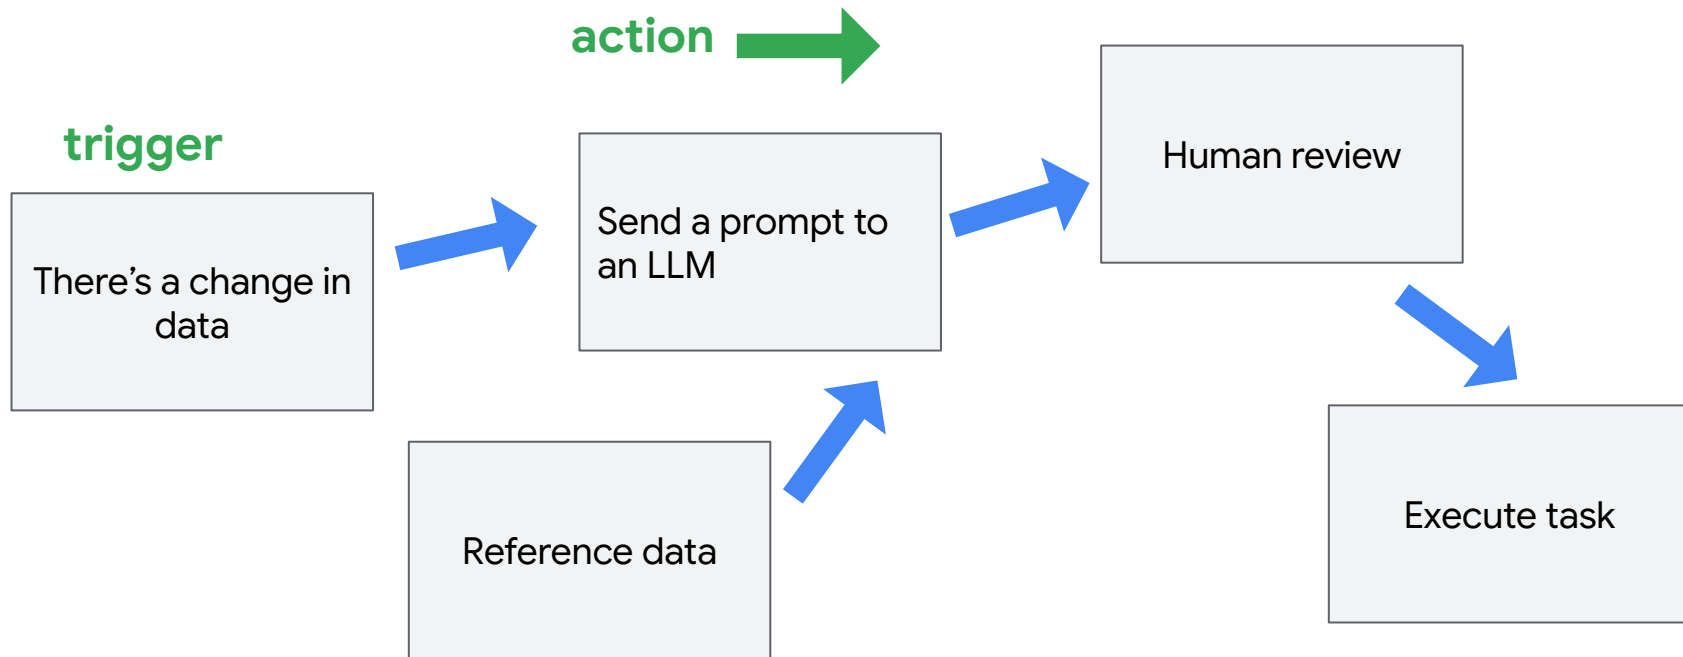 action
trigger
There’s a change in
data
Send a prompt to
an LLM
Human review
Reference data
Execute task